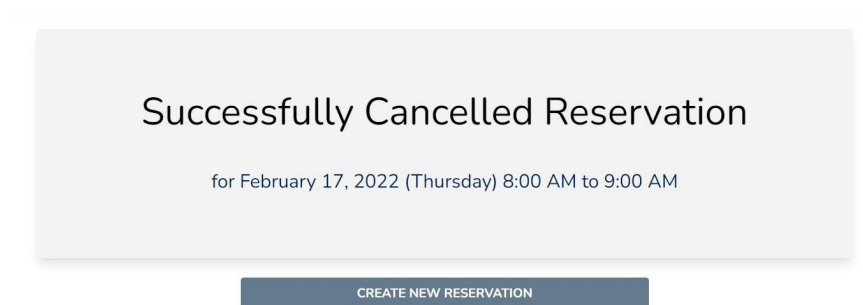 Successfully Cancelled Reservation
for February 17, 2022 (Thursday) 8:00 AM to 9:00 AM
CREATE NEW RESERVATION